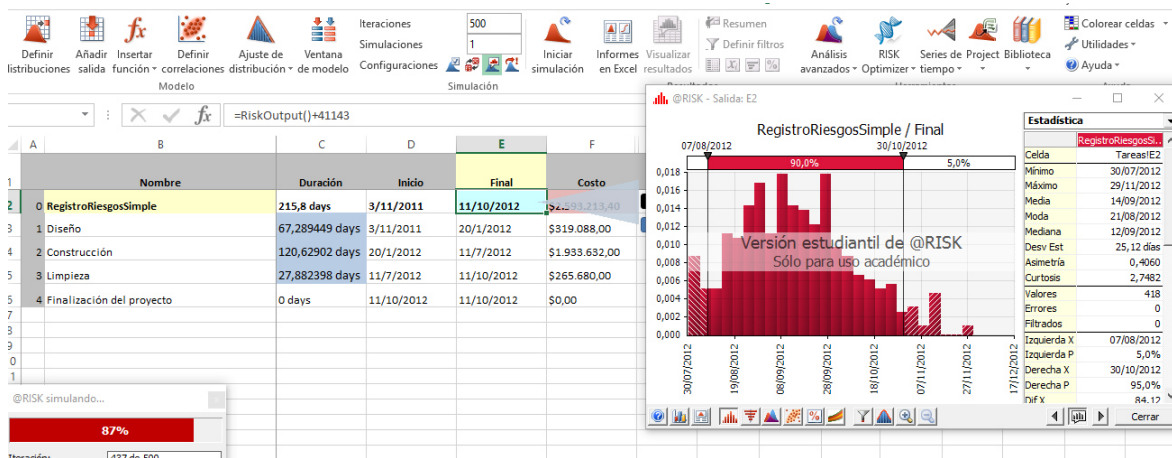 Iteraciones 500
Simulaciones 1
Configuraciones
Definir distribuciones
Añadir salida
Insertar función
Definir correlaciones
Ajuste de distribución
Ventana de modelo
Iniciar simulación
Informes en Excel
Visualizar resultados
Resumen
Definir filtros
Análisis avanzados
RISK Optimizer
Series de tiempo
Project
Biblioteca
Colorear celdas
Utilidades
Ayuda
Modelo
Simulación
fx =RiskOutput()+41143
A B C D E F
Nombre Duración Inicio Final Costo
0 RegistroRiesgosSimple 215,8 days 3/11/2011 11/10/2012 $2.593.213,40
1 Diseño 67,289449 days 3/11/2011 20/1/2012 $319.088,00
2 Construcción 120,62902 days 20/1/2012 11/7/2012 $1.933.632,00
3 Limpieza 27,882398 days 11/7/2012 11/10/2012 $265.680,00
4 Finalización del proyecto 0 days 11/10/2012 11/10/2012 $0,00
@RISK simulando...
87%
Iteración: 437 de 500
@RISK - Salida: E2
RegistroRiesgosSimple / Final
07/08/2012 30/10/2012
90,0% 5,0%
0,018
0,016
0,014
0,012
0,010
0,008
0,006
0,004
0,002
0,000
Versión estudiantil de @RISK
Sólo para uso académico
30/07/2012
19/08/2012
08/09/2012
28/09/2012
18/10/2012
07/11/2012
27/11/2012
17/12/2012
Estadística
RegistroRiesgosSi..
Celda Tareas!E2
Mínimo 30/07/2012
Máximo 29/11/2012
Media 14/09/2012
Moda 21/08/2012
Mediana 12/09/2012
Desv Est 25,12 días
Asimetría 0,4060
Curtosis 2,7482
Valores 418
Errores 0
Filtrados 0
Izquierda X 07/08/2012
Izquierda P 5,0%
Derecha X 30/10/2012
Derecha P 95,0%
Dif X 84,12
Cerrar